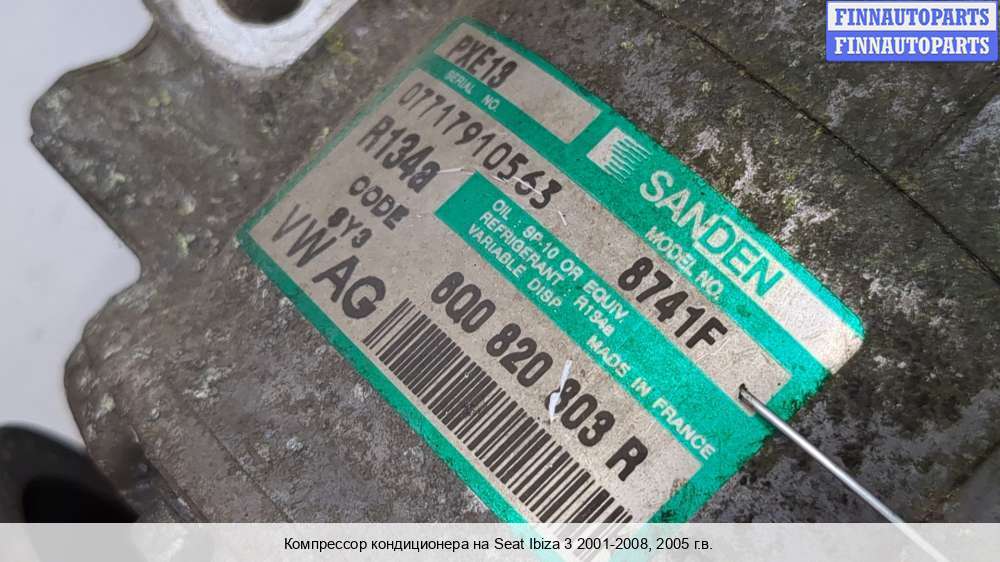 FINNAUTOPARTS
FINNAUTOPARTS
PXE13
SERIAL NO.
SANDEN
MODEL NO.
07717910563
8741F
R134a
OIL : SP-10 OR EQUIV
REFRIGERANT : R134a
VARIABLE DISP. MADE IN FRANCE
CODE
8Y3
6Q0 820 803 R
VW AG
Компрессор кондиционера на Seat Ibiza 3 2001-2008, 2005 г.в.